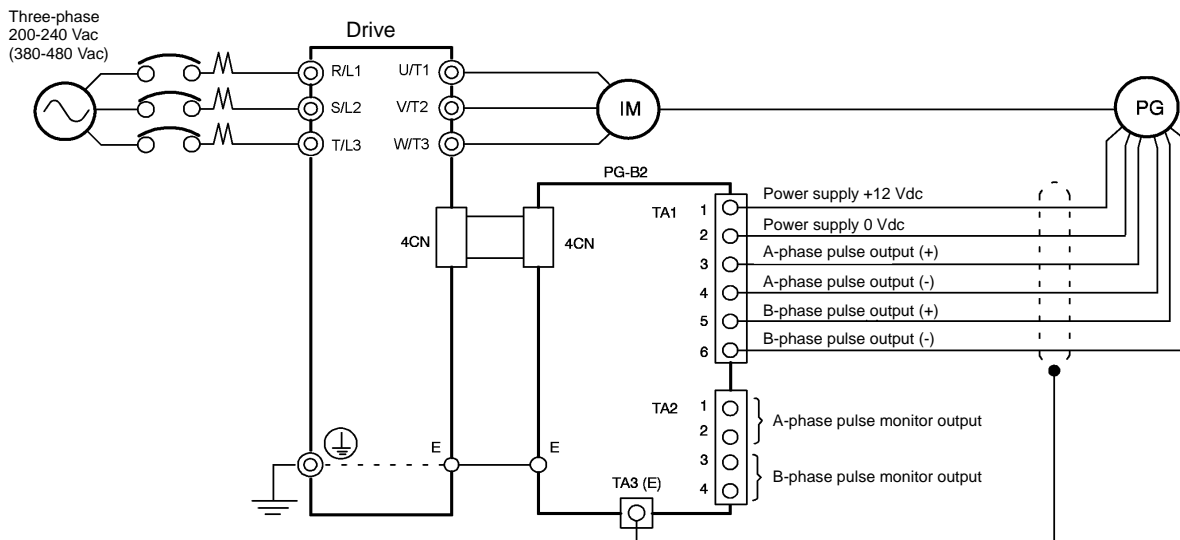 Three-phase
200-240 Vac
(380-480 Vac)
Drive
R/L1
U/T1
S/L2
V/T2
T/L3
W/T3
IM
PG
PG-B2
4CN
4CN
TA1
1
Power supply +12 Vdc
2
Power supply 0 Vdc
3
A-phase pulse output (+)
4
A-phase pulse output (-)
5
B-phase pulse output (+)
6
B-phase pulse output (-)
TA2
1
2
A-phase pulse monitor output
3
4
B-phase pulse monitor output
E
E
TA3 (E)